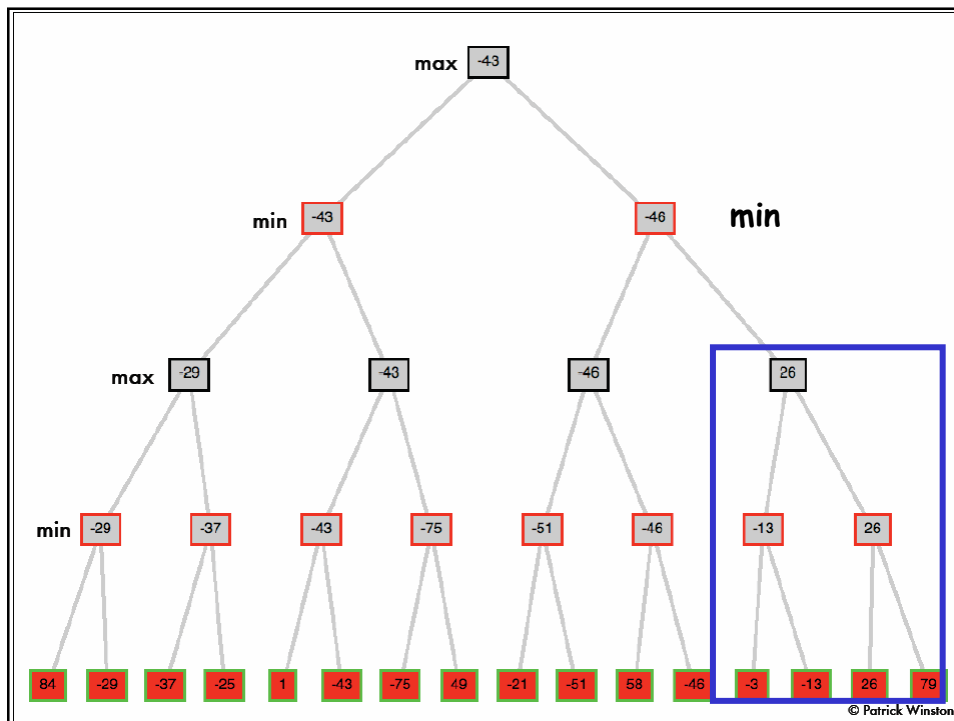 max -43
min -43 -46 min
max -29 -43 -46 26
min -29 -37 -43 -75 -51 -46 -13 26
84 -29 -37 -25 1 -43 -75 49 -21 -51 58 -46 -3 -13 26 79
© Patrick Winston